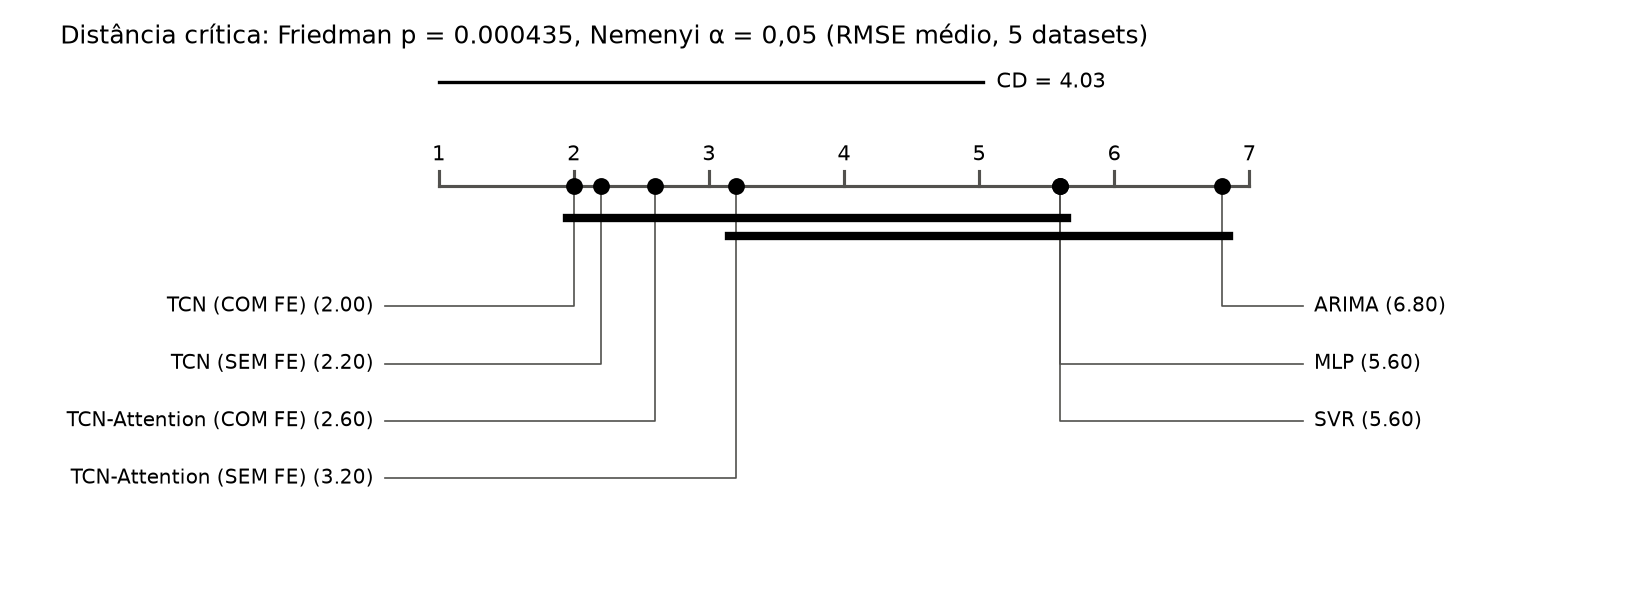 Distância crítica: Friedman p = 0.000435, Nemenyi α = 0,05 (RMSE médio, 5 datasets)
CD = 4.03
1 2 3 4 5 6 7
TCN (COM FE) (2.00)
ARIMA (6.80)
TCN (SEM FE) (2.20)
MLP (5.60)
TCN-Attention (COM FE) (2.60)
SVR (5.60)
TCN-Attention (SEM FE) (3.20)